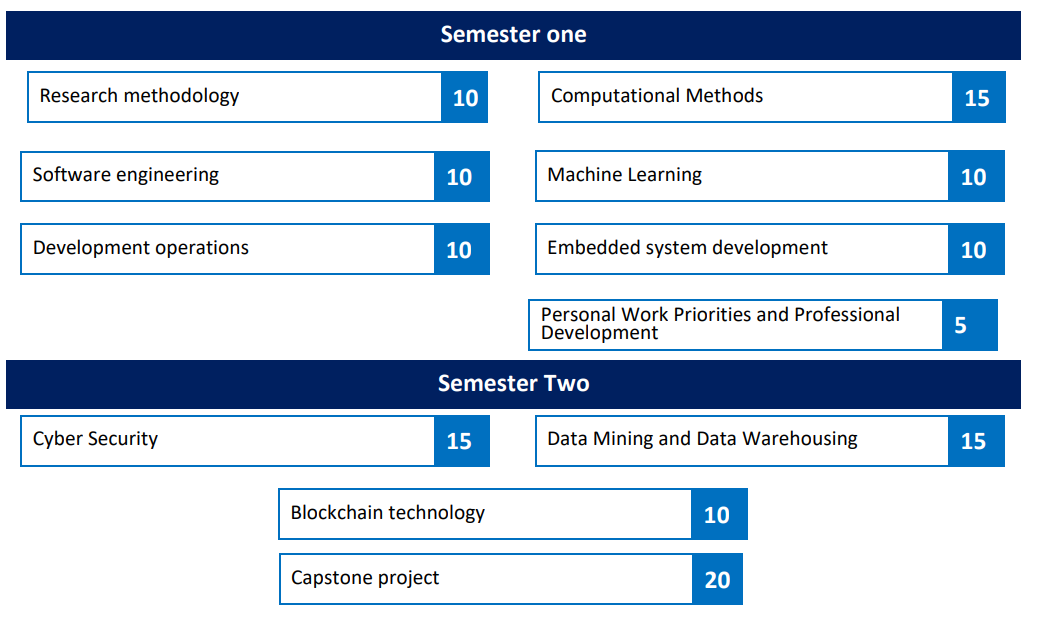 Semester one
Research methodology 10
Computational Methods 15
Software engineering 10
Machine Learning 10
Development operations 10
Embedded system development 10
Personal Work Priorities and Professional
Development 5
Semester Two
Cyber Security 15
Data Mining and Data Warehousing 15
Blockchain technology 10
Capstone project 20